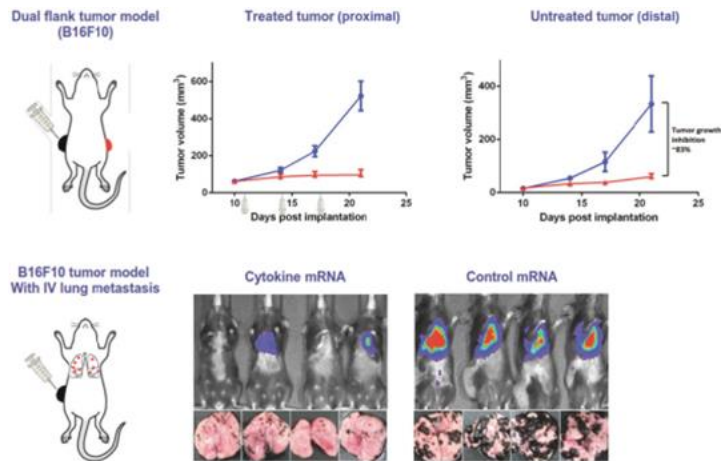 Dual flank tumor model
(B16F10)
Treated tumor (proximal)
Tumor volume (mm³)
600
400
200
0
10
15
20
25
Days post implantation
Untreated tumor (distal)
Tumor volume (mm³)
400
200
0
10
15
20
25
Days post implantation
Tumor growth
inhibition
~83%
B16F10 tumor model
With IV lung metastasis
Cytokine mRNA
Control mRNA